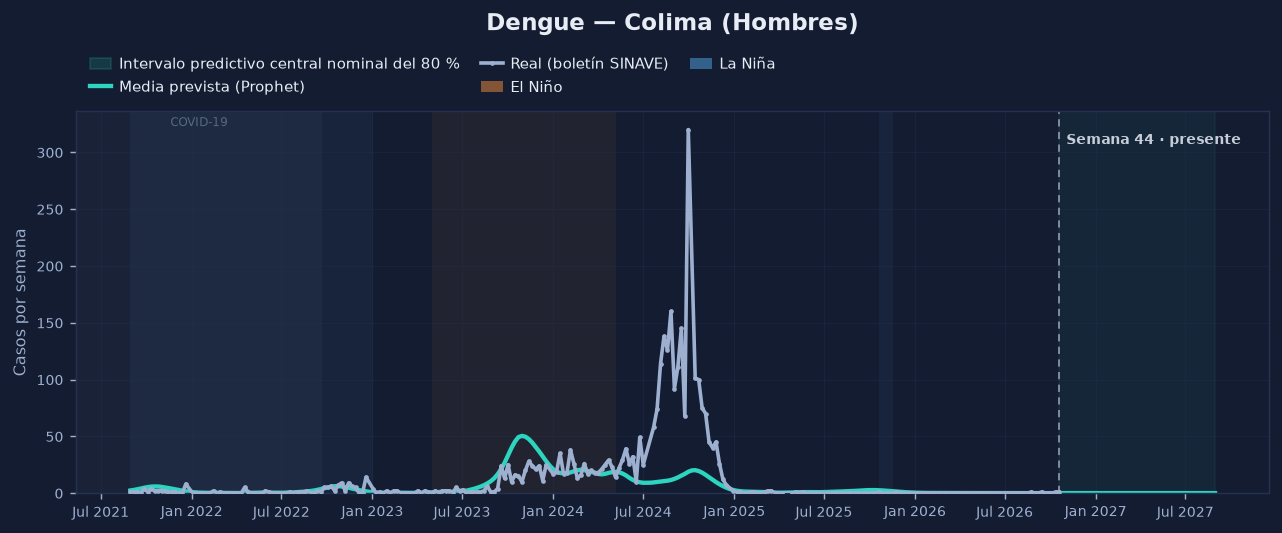 Dengue — Colima (Hombres)
Intervalo predictivo central nominal del 80 %
Real (boletín SINAVE)
La Niña
Media prevista (Prophet)
El Niño
COVID-19
Semana 44 · presente
Casos por semana
300
250
200
150
100
50
0
Jul 2021
Jan 2022
Jul 2022
Jan 2023
Jul 2023
Jan 2024
Jul 2024
Jan 2025
Jul 2025
Jan 2026
Jul 2026
Jan 2027
Jul 2027